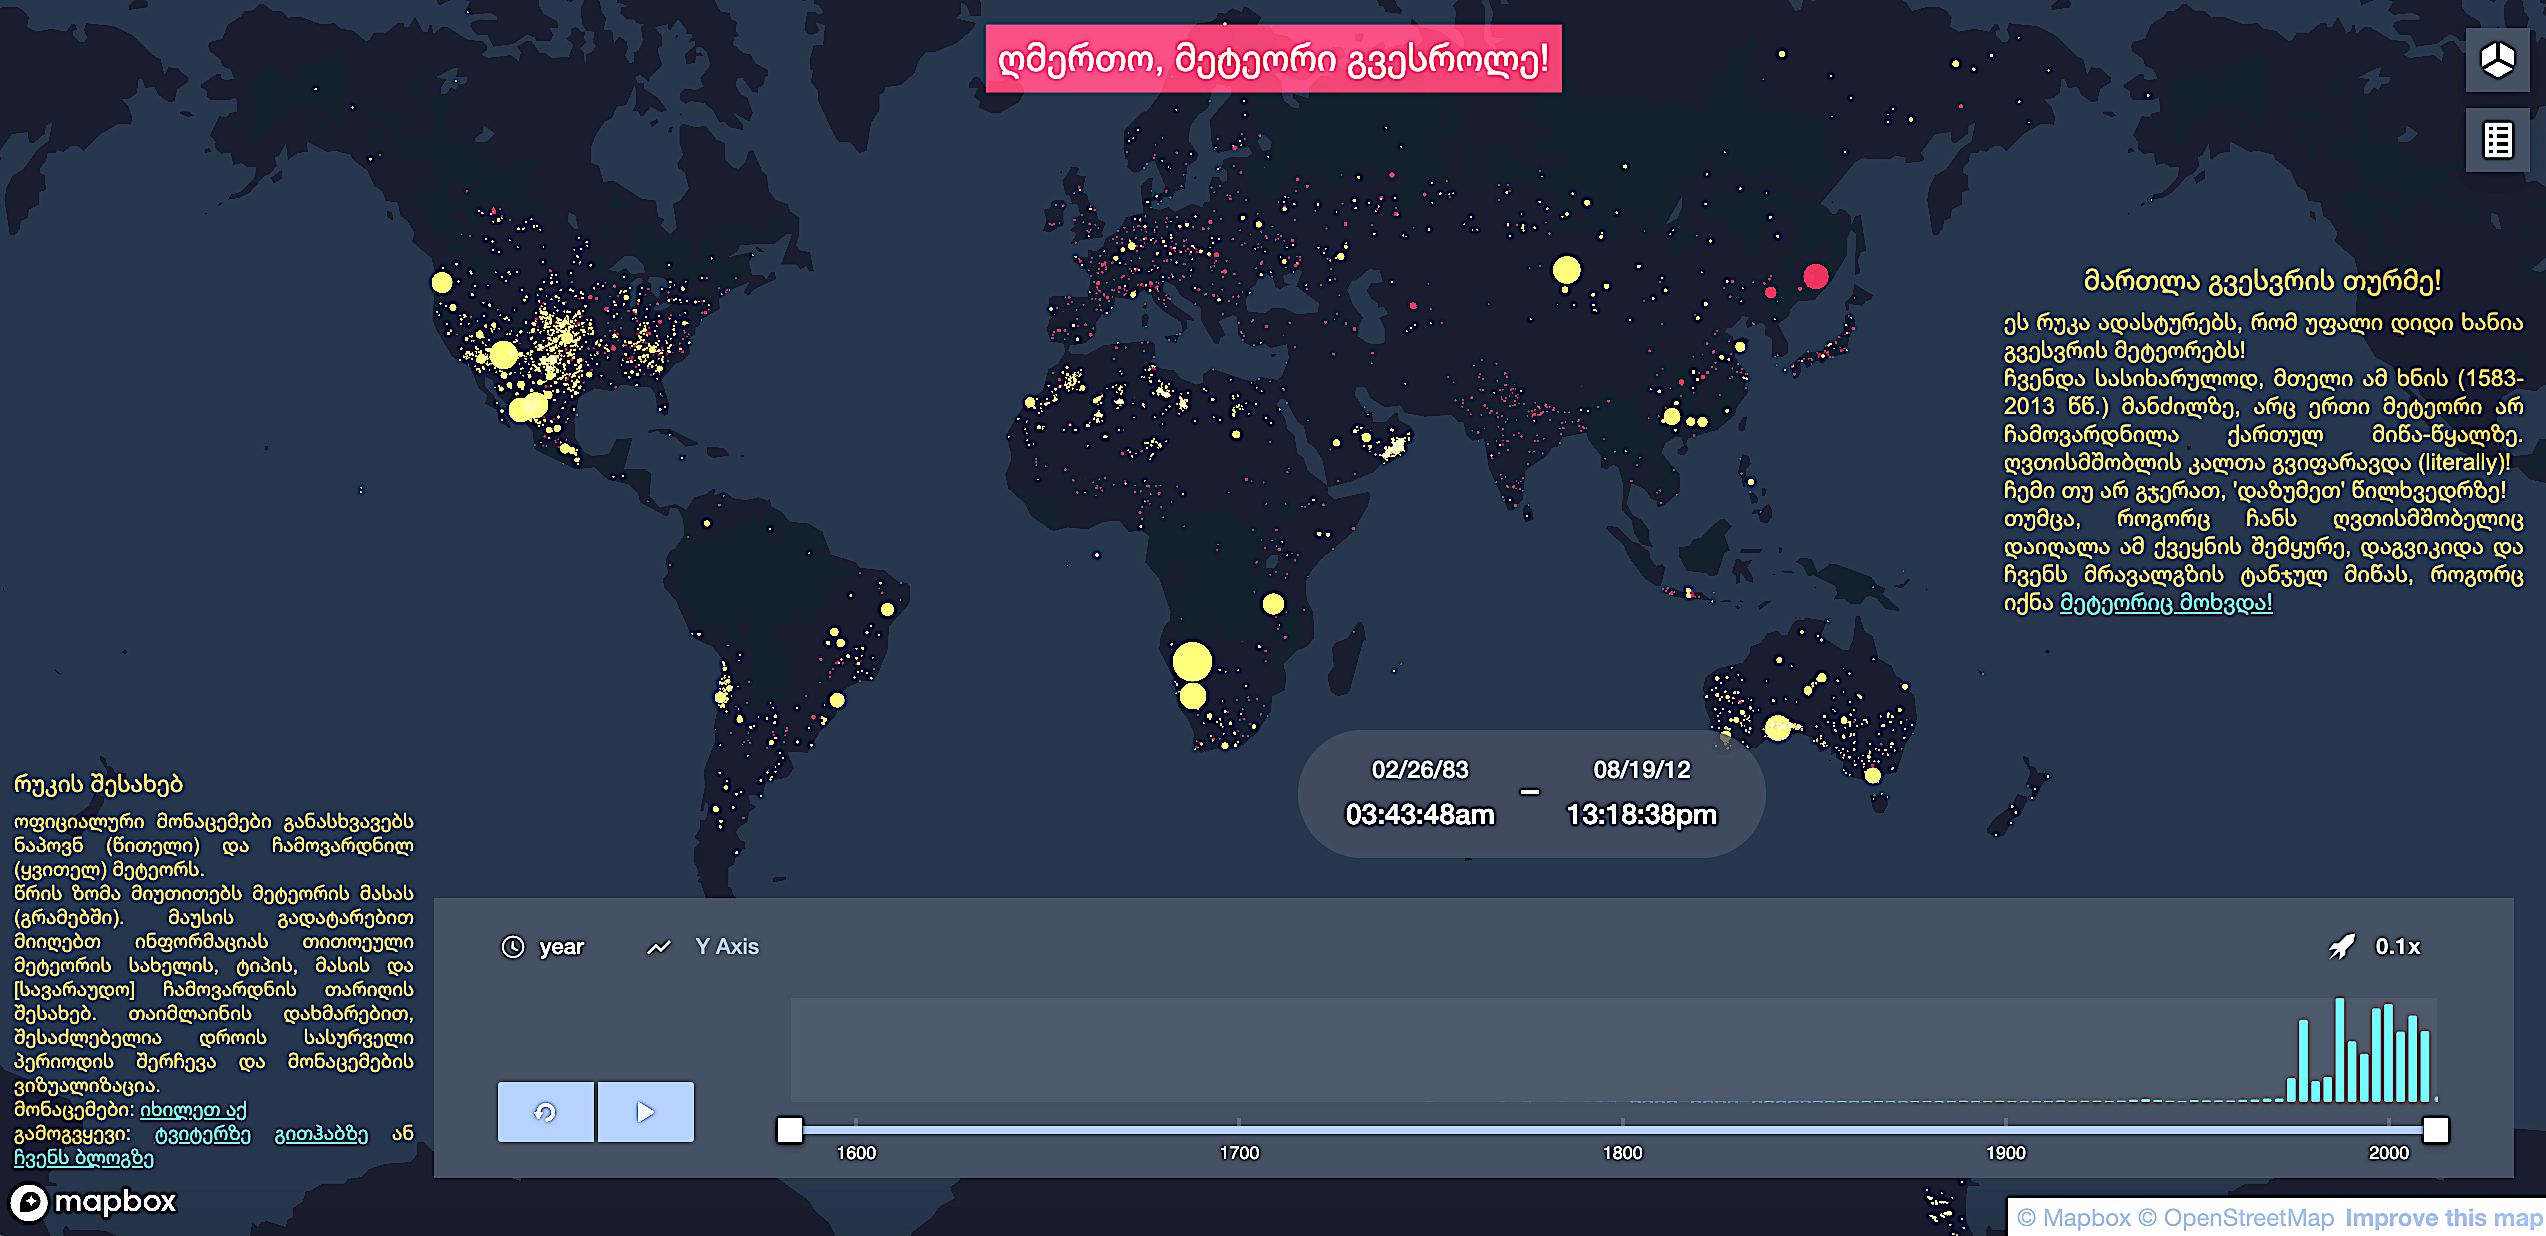 ღმერთო, მეტეორი გვესროლე!
მართლა გვესვრის თურმე!
ეს რუკა ადასტურებს, რომ უფალი დიდი ხანია
გვესვრის მეტეორებს!
ჩვენდა სასიხარულოდ, მთელი ამ ხნის (1583-
2013 წწ.) მანძილზე, არც ერთი მეტეორი არ
ჩამოვარდნილა ქართულ მიწა-წყალზე.
ღვთისმშობლის კალთა გვიფარავდა (literally)!
ჩემი თუ არ გჯერათ, 'დაზუმეთ' წილხვედრზე!
თუმცა, როგორც ჩანს ღვთისმშობელიც
დაიღალა ამ ქვეყნის შემყურე, დაგვიკიდა და
ჩვენს მრავალგზის ტანჯულ მიწას, როგორც
იქნა მეტეორიც მოხვდა!
02/26/83 – 08/19/12
03:43:48am 13:18:38pm
რუკის შესახებ
ოფიციალური მონაცემები განასხვავებს
ნაპოვნ (წითელი) და ჩამოვარდნილ
(ყვითელ) მეტეორს.
წრის ზომა მიუთითებს მეტეორის მასას
(გრამებში). მაუსის გადატარებით
მიიღებთ ინფორმაციას თითოეული
მეტეორის სახელის, ტიპის, მასის და
[სავარაუდო] ჩამოვარდნის თარიღის
შესახებ. თაიმლაინის დახმარებით,
შესაძლებელია დროის სასურველი
პერიოდის შერჩევა და მონაცემების
ვიზუალიზაცია.
მონაცემები: იხილეთ აქ
გამოგვყევი: ტვიტერზე გითჰაბზე ან
ჩვენს ბლოგზე
year Y Axis 0.1x
1600 1700 1800 1900 2000
mapbox
© Mapbox © OpenStreetMap Improve this map